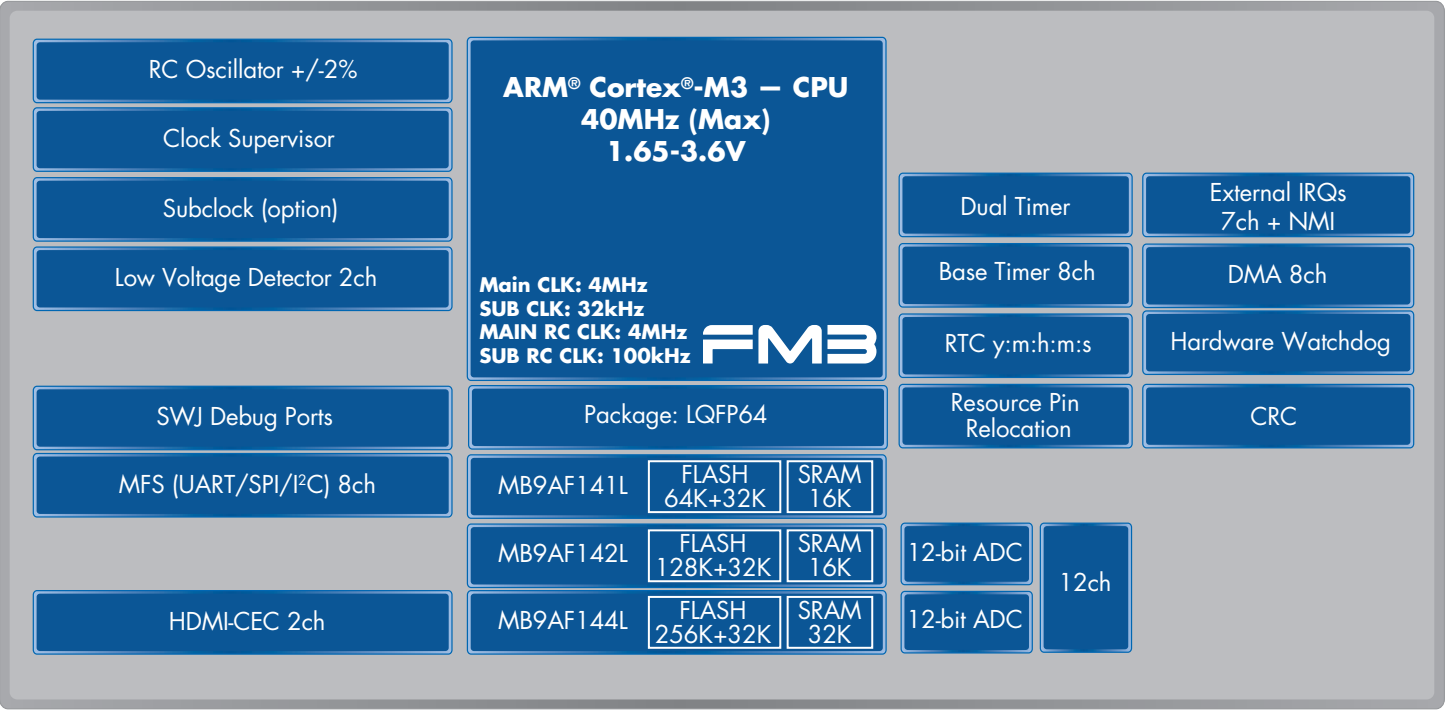 RC Oscillator +/-2%
Clock Supervisor
Subclock (option)
Low Voltage Detector 2ch
SWJ Debug Ports
MFS (UART/SPI/I²C) 8ch
HDMI-CEC 2ch
ARM® Cortex®-M3 – CPU
40MHz (Max)
1.65-3.6V
Main CLK: 4MHz
SUB CLK: 32kHz
MAIN RC CLK: 4MHz
SUB RC CLK: 100kHz
FM3
Package: LQFP64
MB9AF141L
FLASH
64K+32K
SRAM
16K
MB9AF142L
FLASH
128K+32K
SRAM
16K
MB9AF144L
FLASH
256K+32K
SRAM
32K
Dual Timer
Base Timer 8ch
RTC y:m:h:m:s
Resource Pin
Relocation
External IRQs
7ch + NMI
DMA 8ch
Hardware Watchdog
CRC
12-bit ADC
12-bit ADC
12ch